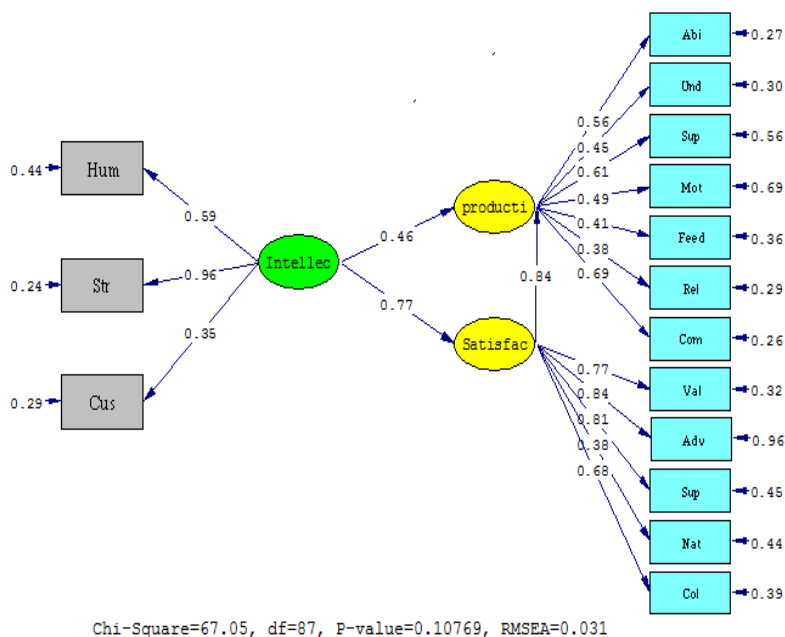 Abi
0.27
Und
0.30
0.56
0.45
Sup
0.56
0.61
0.44
Hum
Mot
0.69
0.49
producti
0.59
0.41
0.46
Feed
0.36
0.38
Intellec
0.69
0.84
Rel
0.29
0.24
Str
0.96
0.77
Com
0.26
0.35
Satisfac
0.77
Val
0.32
0.84
0.29
Cus
0.81
0.38
Adv
0.96
0.68
Sup
0.45
Nat
0.44
Col
0.39
Chi-Square=67.05, df=87, P-value=0.10769, RMSEA=0.031